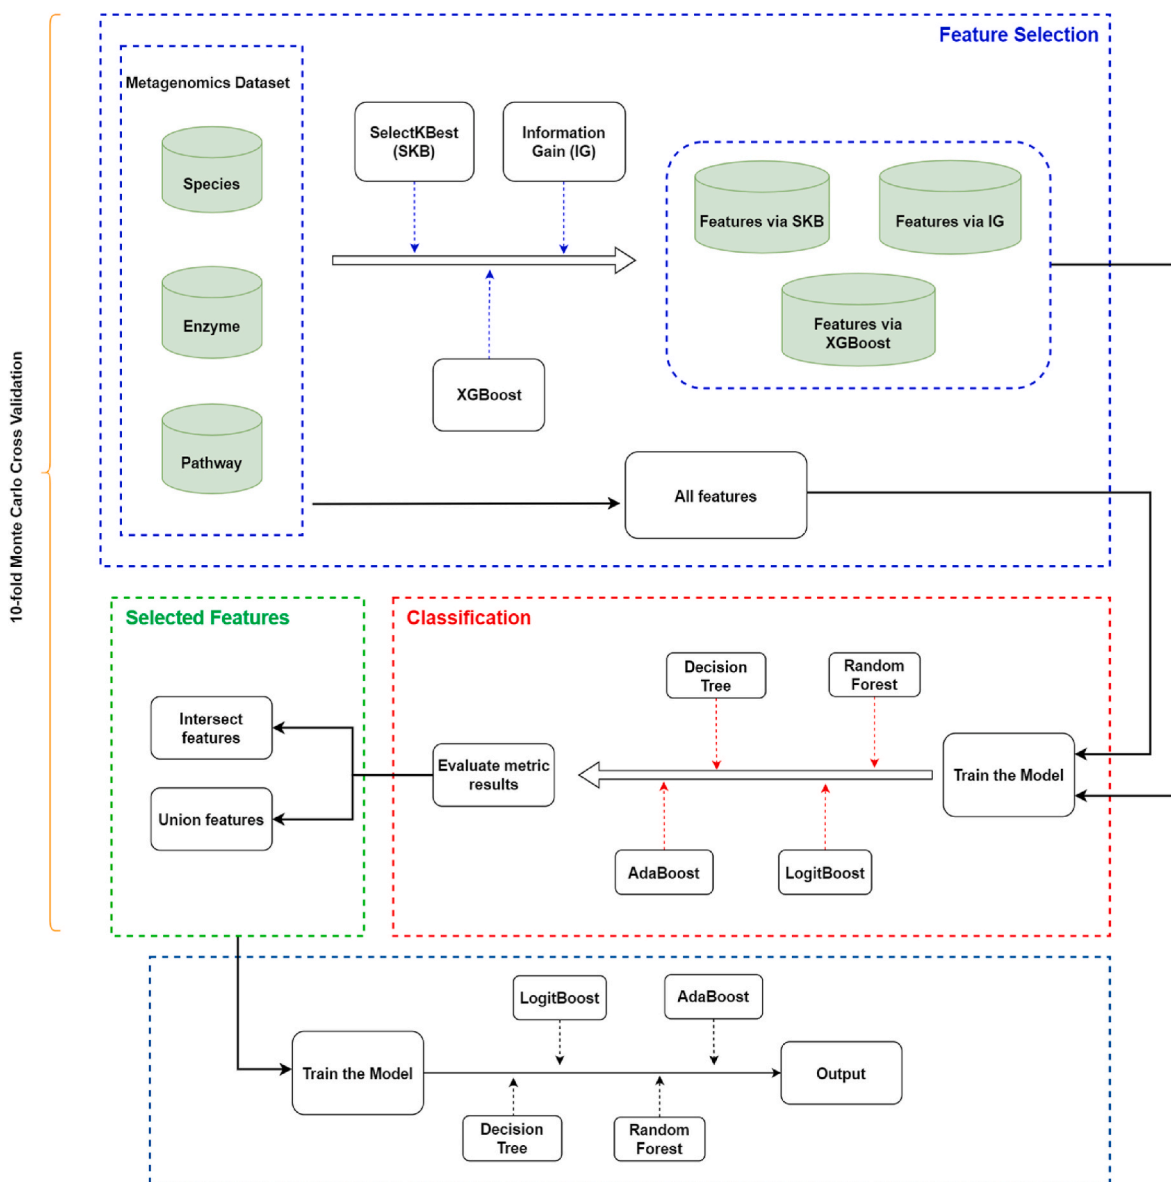 Feature Selection
Metagenomics Dataset
Species
Enzyme
Pathway
SelectKBest
(SKB)
Information
Gain (IG)
XGBoost
Features via SKB
Features via IG
Features via
XGBoost
All features
10-fold Monte Carlo Cross Validation
Selected Features
Intersect
features
Union features
Classification
Decision
Tree
Random
Forest
Evaluate metric
results
Train the Model
AdaBoost
LogitBoost
LogitBoost
AdaBoost
Train the Model
Output
Decision
Tree
Random
Forest